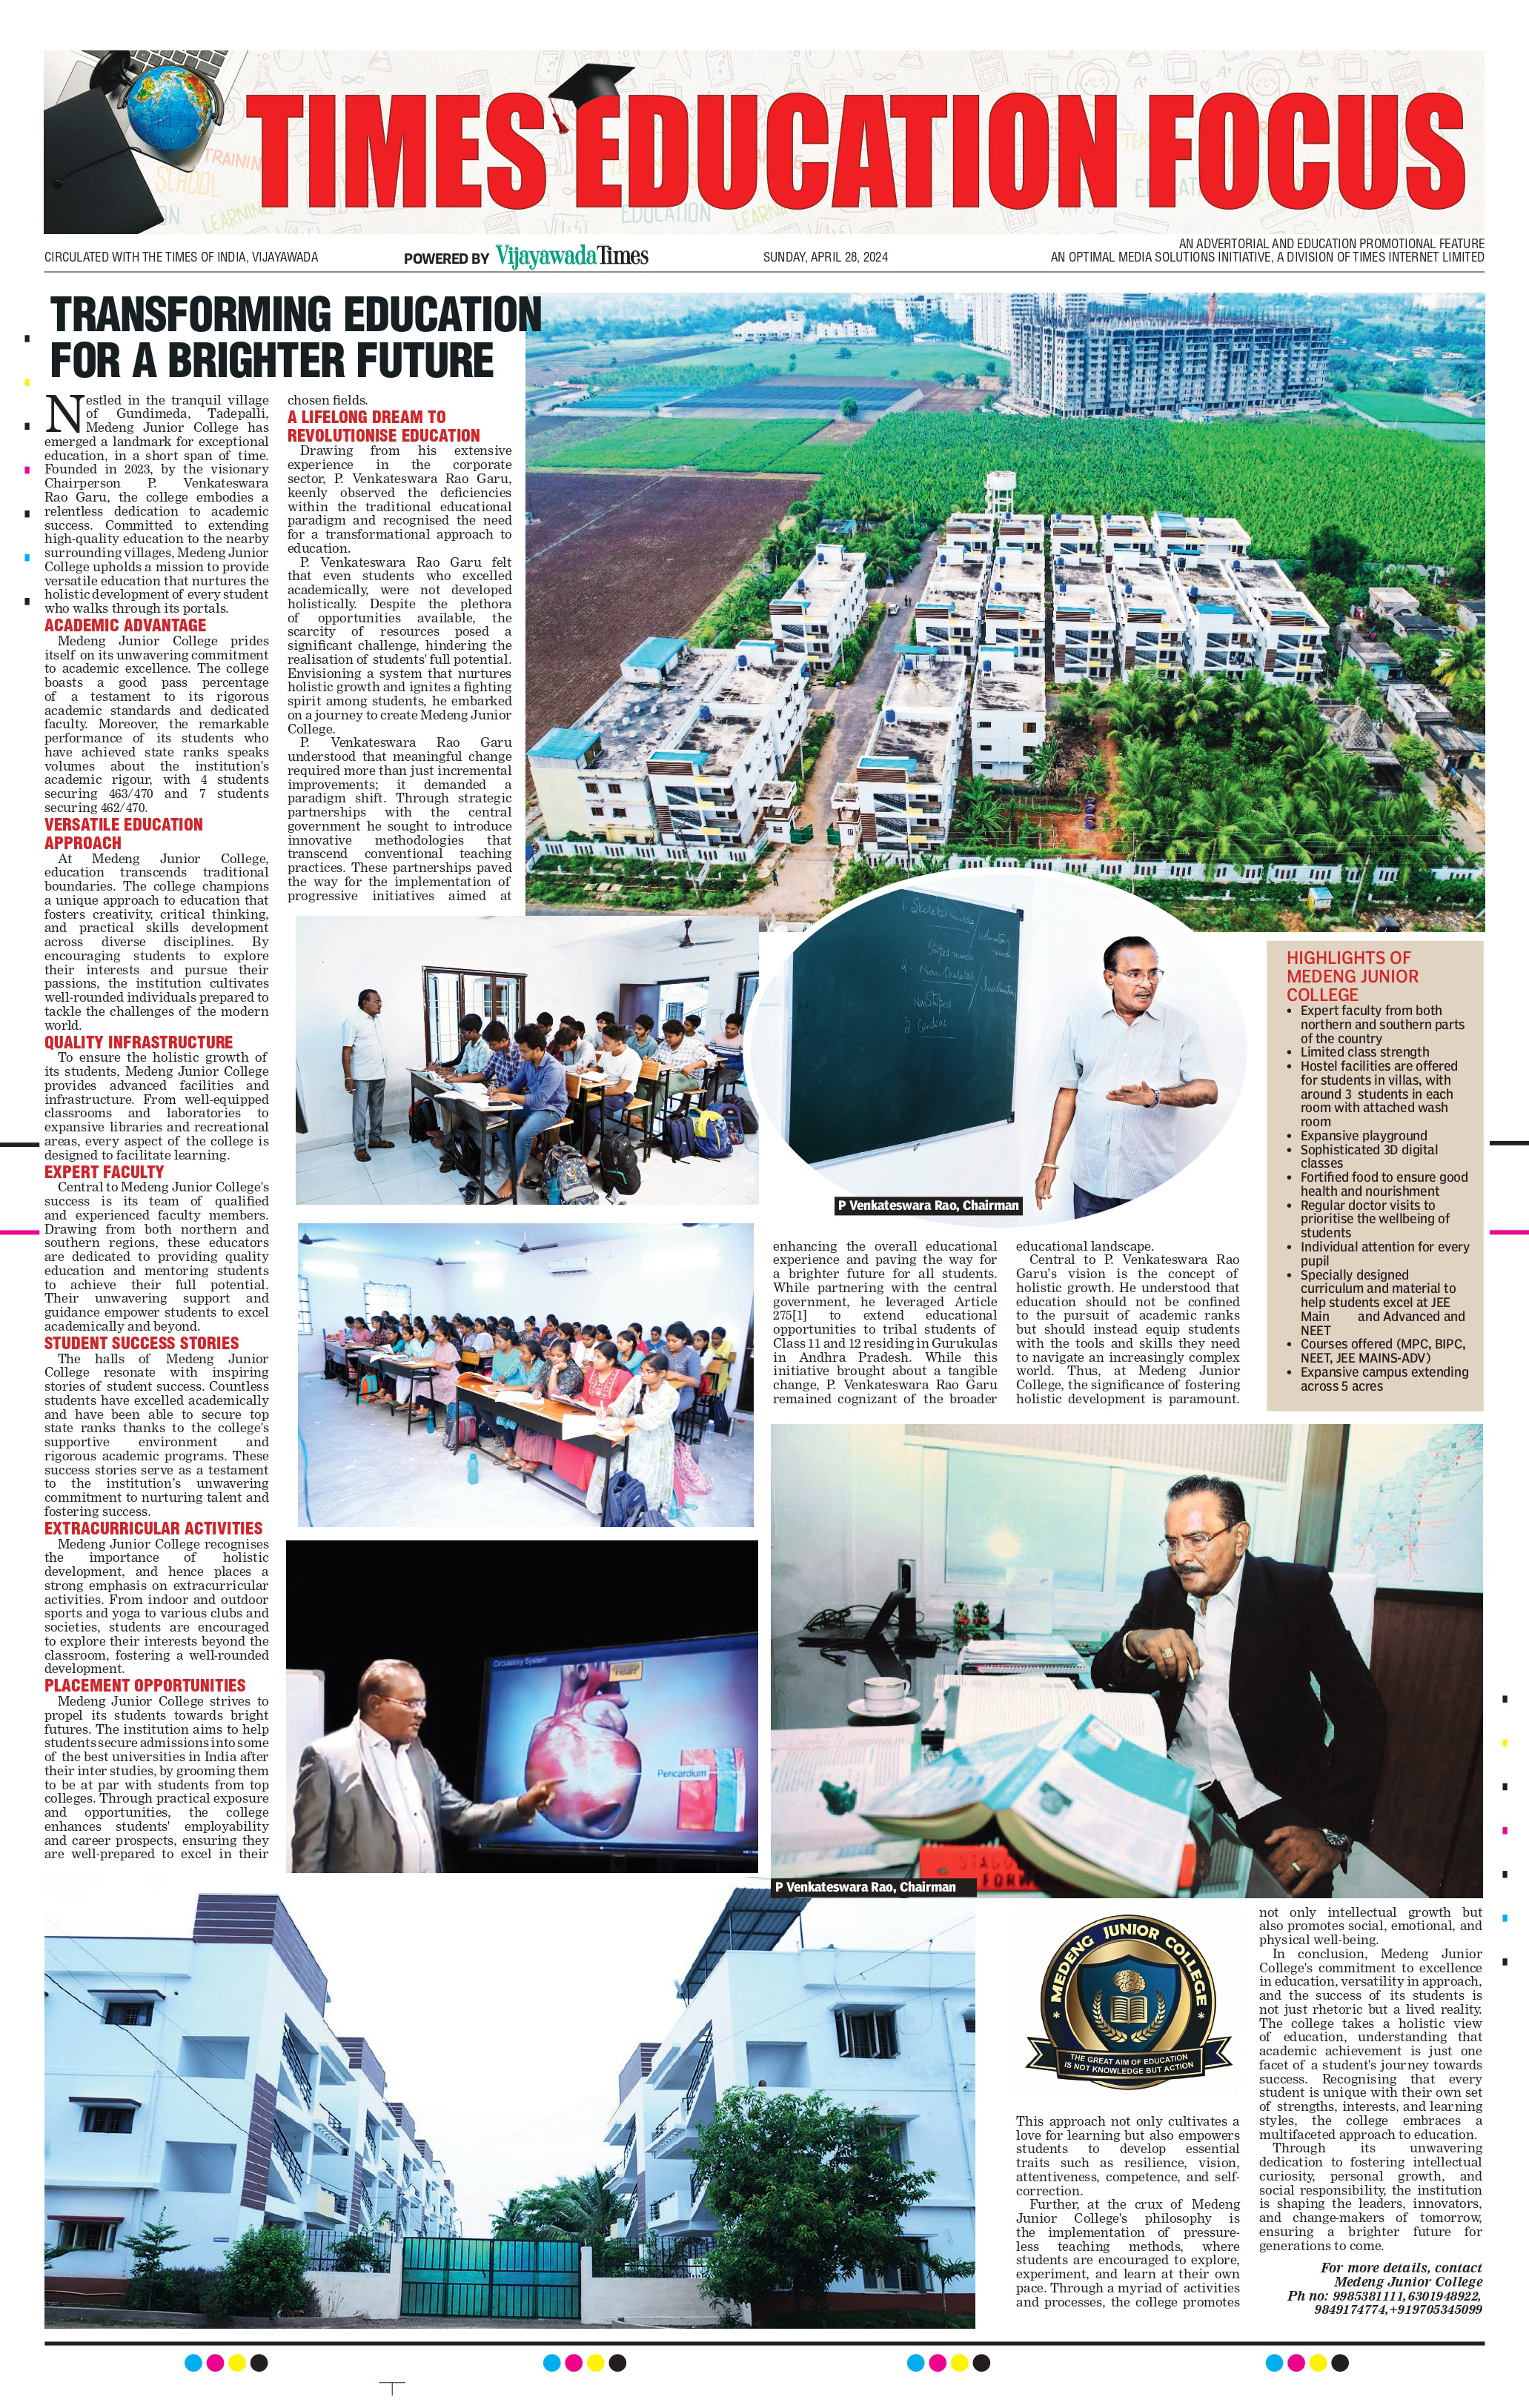 TIMES EDUCATION FOCUS
CIRCULATED WITH THE TIMES OF INDIA, VIJAYAWADA
POWERED BY VijayawadaTimes
SUNDAY, APRIL 28, 2024
AN ADVERTORIAL AND EDUCATION PROMOTIONAL FEATURE
AN OPTIMAL MEDIA SOLUTIONS INITIATIVE, A DIVISION OF TIMES INTERNET LIMITED
TRANSFORMING EDUCATION
FOR A BRIGHTER FUTURE
Nestled in the tranquil village
of Gundimeda, Tadepalli,
Medeng Junior College has
emerged a landmark for exceptional
education, in a short span of time.
Founded in 2023, by the visionary
Chairperson P. Venkateswara
Rao Garu, the college embodies a
relentless dedication to academic
success. Committed to extending
high-quality education to the nearby
surrounding villages, Medeng Junior
College upholds a mission to provide
versatile education that nurtures the
holistic development of every student
who walks through its portals.
ACADEMIC ADVANTAGE
Medeng Junior College prides
itself on its unwavering commitment
to academic excellence. The college
boasts a good pass percentage
of a testament to its rigorous
academic standards and dedicated
faculty. Moreover, the remarkable
performance of its students who
have achieved state ranks speaks
volumes about the institution's
academic rigour, with 4 students
securing 463/470 and 7 students
securing 462/470.
VERSATILE EDUCATION
APPROACH
At Medeng Junior College,
education transcends traditional
boundaries. The college champions
a unique approach to education that
fosters creativity, critical thinking,
and practical skills development
across diverse disciplines. By
encouraging students to explore
their interests and pursue their
passions, the institution cultivates
well-rounded individuals prepared to
tackle the challenges of the modern
world.
QUALITY INFRASTRUCTURE
To ensure the holistic growth of
its students, Medeng Junior College
provides advanced facilities and
infrastructure. From well-equipped
classrooms and laboratories to
expansive libraries and recreational
areas, every aspect of the college is
designed to facilitate learning.
EXPERT FACULTY
Central to Medeng Junior College's
success is its team of qualified
and experienced faculty members.
Drawing from both northern and
southern regions, these educators
are dedicated to providing quality
education and mentoring students
to achieve their full potential.
Their unwavering support and
guidance empower students to excel
academically and beyond.
STUDENT SUCCESS STORIES
The halls of Medeng Junior
College resonate with inspiring
stories of student success. Countless
students have excelled academically
and have been able to secure top
state ranks thanks to the college's
supportive environment and
rigorous academic programs. These
success stories serve as a testament
to the institution's unwavering
commitment to nurturing talent and
fostering success.
EXTRACURRICULAR ACTIVITIES
Medeng Junior College recognises
the importance of holistic
development, and hence places a
strong emphasis on extracurricular
activities. From indoor and outdoor
sports and yoga to various clubs and
societies, students are encouraged
to explore their interests beyond the
classroom, fostering a well-rounded
development.
PLACEMENT OPPORTUNITIES
Medeng Junior College strives to
propel its students towards bright
futures. The institution aims to help
students secure admissions into some
of the best universities in India after
their inter studies, by grooming them
to be at par with students from top
colleges. Through practical exposure
and opportunities, the college
enhances students' employability
and career prospects, ensuring they
are well-prepared to excel in their
chosen fields.
A LIFELONG DREAM TO
REVOLUTIONISE EDUCATION
Drawing from his extensive
experience in the corporate
sector, P. Venkateswara Rao Garu,
keenly observed the deficiencies
within the traditional educational
paradigm and recognised the need
for a transformational approach to
education.
P. Venkateswara Rao Garu felt
that even students who excelled
academically, were not developed
holistically. Despite the plethora
of opportunities available, the
scarcity of resources posed a
significant challenge, hindering the
realisation of students' full potential.
Envisioning a system that nurtures
holistic growth and ignites a fighting
spirit among students, he embarked
on a journey to create Medeng Junior
College.
P. Venkateswara Rao Garu
understood that meaningful change
required more than just incremental
improvements; it demanded a
paradigm shift. Through strategic
partnerships with the central
government he sought to introduce
innovative methodologies that
transcend conventional teaching
practices. These partnerships paved
the way for the implementation of
progressive initiatives aimed at
P Venkateswara Rao, Chairman
enhancing the overall educational
experience and paving the way for
a brighter future for all students.
While partnering with the central
government, he leveraged Article
275[1] to extend educational
opportunities to tribal students of
Class 11 and 12 residing in Gurukulas
in Andhra Pradesh. While this
initiative brought about a tangible
change, P. Venkateswara Rao Garu
remained cognizant of the broader
educational landscape.
Central to P. Venkateswara Rao
Garu's vision is the concept of
holistic growth. He understood that
education should not be confined
to the pursuit of academic ranks
but should instead equip students
with the tools and skills they need
to navigate an increasingly complex
world. Thus, at Medeng Junior
College, the significance of fostering
holistic development is paramount.
HIGHLIGHTS OF
MEDENG JUNIOR
COLLEGE
• Expert faculty from both
northern and southern parts
of the country
• Limited class strength
• Hostel facilities are offered
for students in villas, with
around 3 students in each
room with attached wash
room
• Expansive playground
• Sophisticated 3D digital
classes
• Fortified food to ensure good
health and nourishment
• Regular doctor visits to
prioritise the wellbeing of
students
• Individual attention for every
pupil
• Specially designed
curriculum and material to
help students excel at JEE
Main and Advanced and
NEET
• Courses offered (MPC, BIPC,
NEET, JEE MAINS-ADV)
• Expansive campus extending
across 5 acres
Circulatory System
Heart
Pericardium
P Venkateswara Rao, Chairman
MEDENG JUNIOR COLLEGE
THE GREAT AIM OF EDUCATION
IS NOT KNOWLEDGE BUT ACTION
This approach not only cultivates a
love for learning but also empowers
students to develop essential
traits such as resilience, vision,
attentiveness, competence, and self-
correction.
Further, at the crux of Medeng
Junior College's philosophy is
the implementation of pressure-
less teaching methods, where
students are encouraged to explore,
experiment, and learn at their own
pace. Through a myriad of activities
and processes, the college promotes
not only intellectual growth but
also promotes social, emotional, and
physical well-being.
In conclusion, Medeng Junior
College's commitment to excellence
in education, versatility in approach,
and the success of its students is
not just rhetoric but a lived reality.
The college takes a holistic view
of education, understanding that
academic achievement is just one
facet of a student's journey towards
success. Recognising that every
student is unique with their own set
of strengths, interests, and learning
styles, the college embraces a
multifaceted approach to education.
Through its unwavering
dedication to fostering intellectual
curiosity, personal growth, and
social responsibility, the institution
is shaping the leaders, innovators,
and change-makers of tomorrow,
ensuring a brighter future for
generations to come.
For more details, contact
Medeng Junior College
Ph no: 9985381111, 6301948922,
9849174774,+919705345099